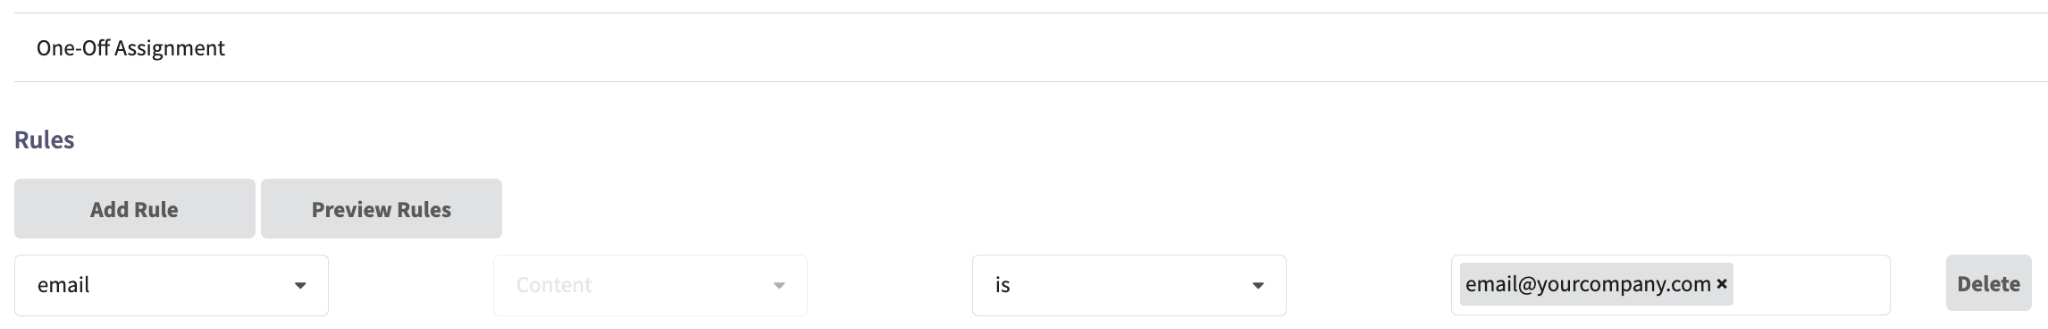 One-Off Assignment
Rules
Add Rule Preview Rules
email Content is email@yourcompany.com × Delete